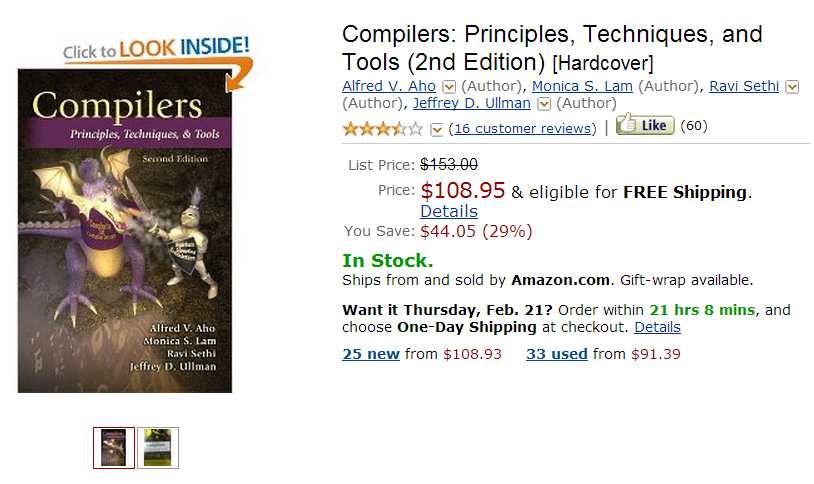 Click to LOOK INSIDE!
Compilers
Principles, Techniques, & Tools
Second Edition
Alfred V. Aho
Monica S. Lam
Ravi Sethi
Jeffrey D. Ullman
Compilers: Principles, Techniques, and
Tools (2nd Edition) [Hardcover]
Alfred V. Aho (Author), Monica S. Lam (Author), Ravi Sethi
(Author), Jeffrey D. Ullman (Author)
(16 customer reviews) | Like (60)
List Price: $153.00
Price: $108.95 & eligible for FREE Shipping.
Details
You Save: $44.05 (29%)
In Stock.
Ships from and sold by Amazon.com. Gift-wrap available.
Want it Thursday, Feb. 21? Order within 21 hrs 8 mins, and
choose One-Day Shipping at checkout. Details
25 new from $108.93 33 used from $91.39